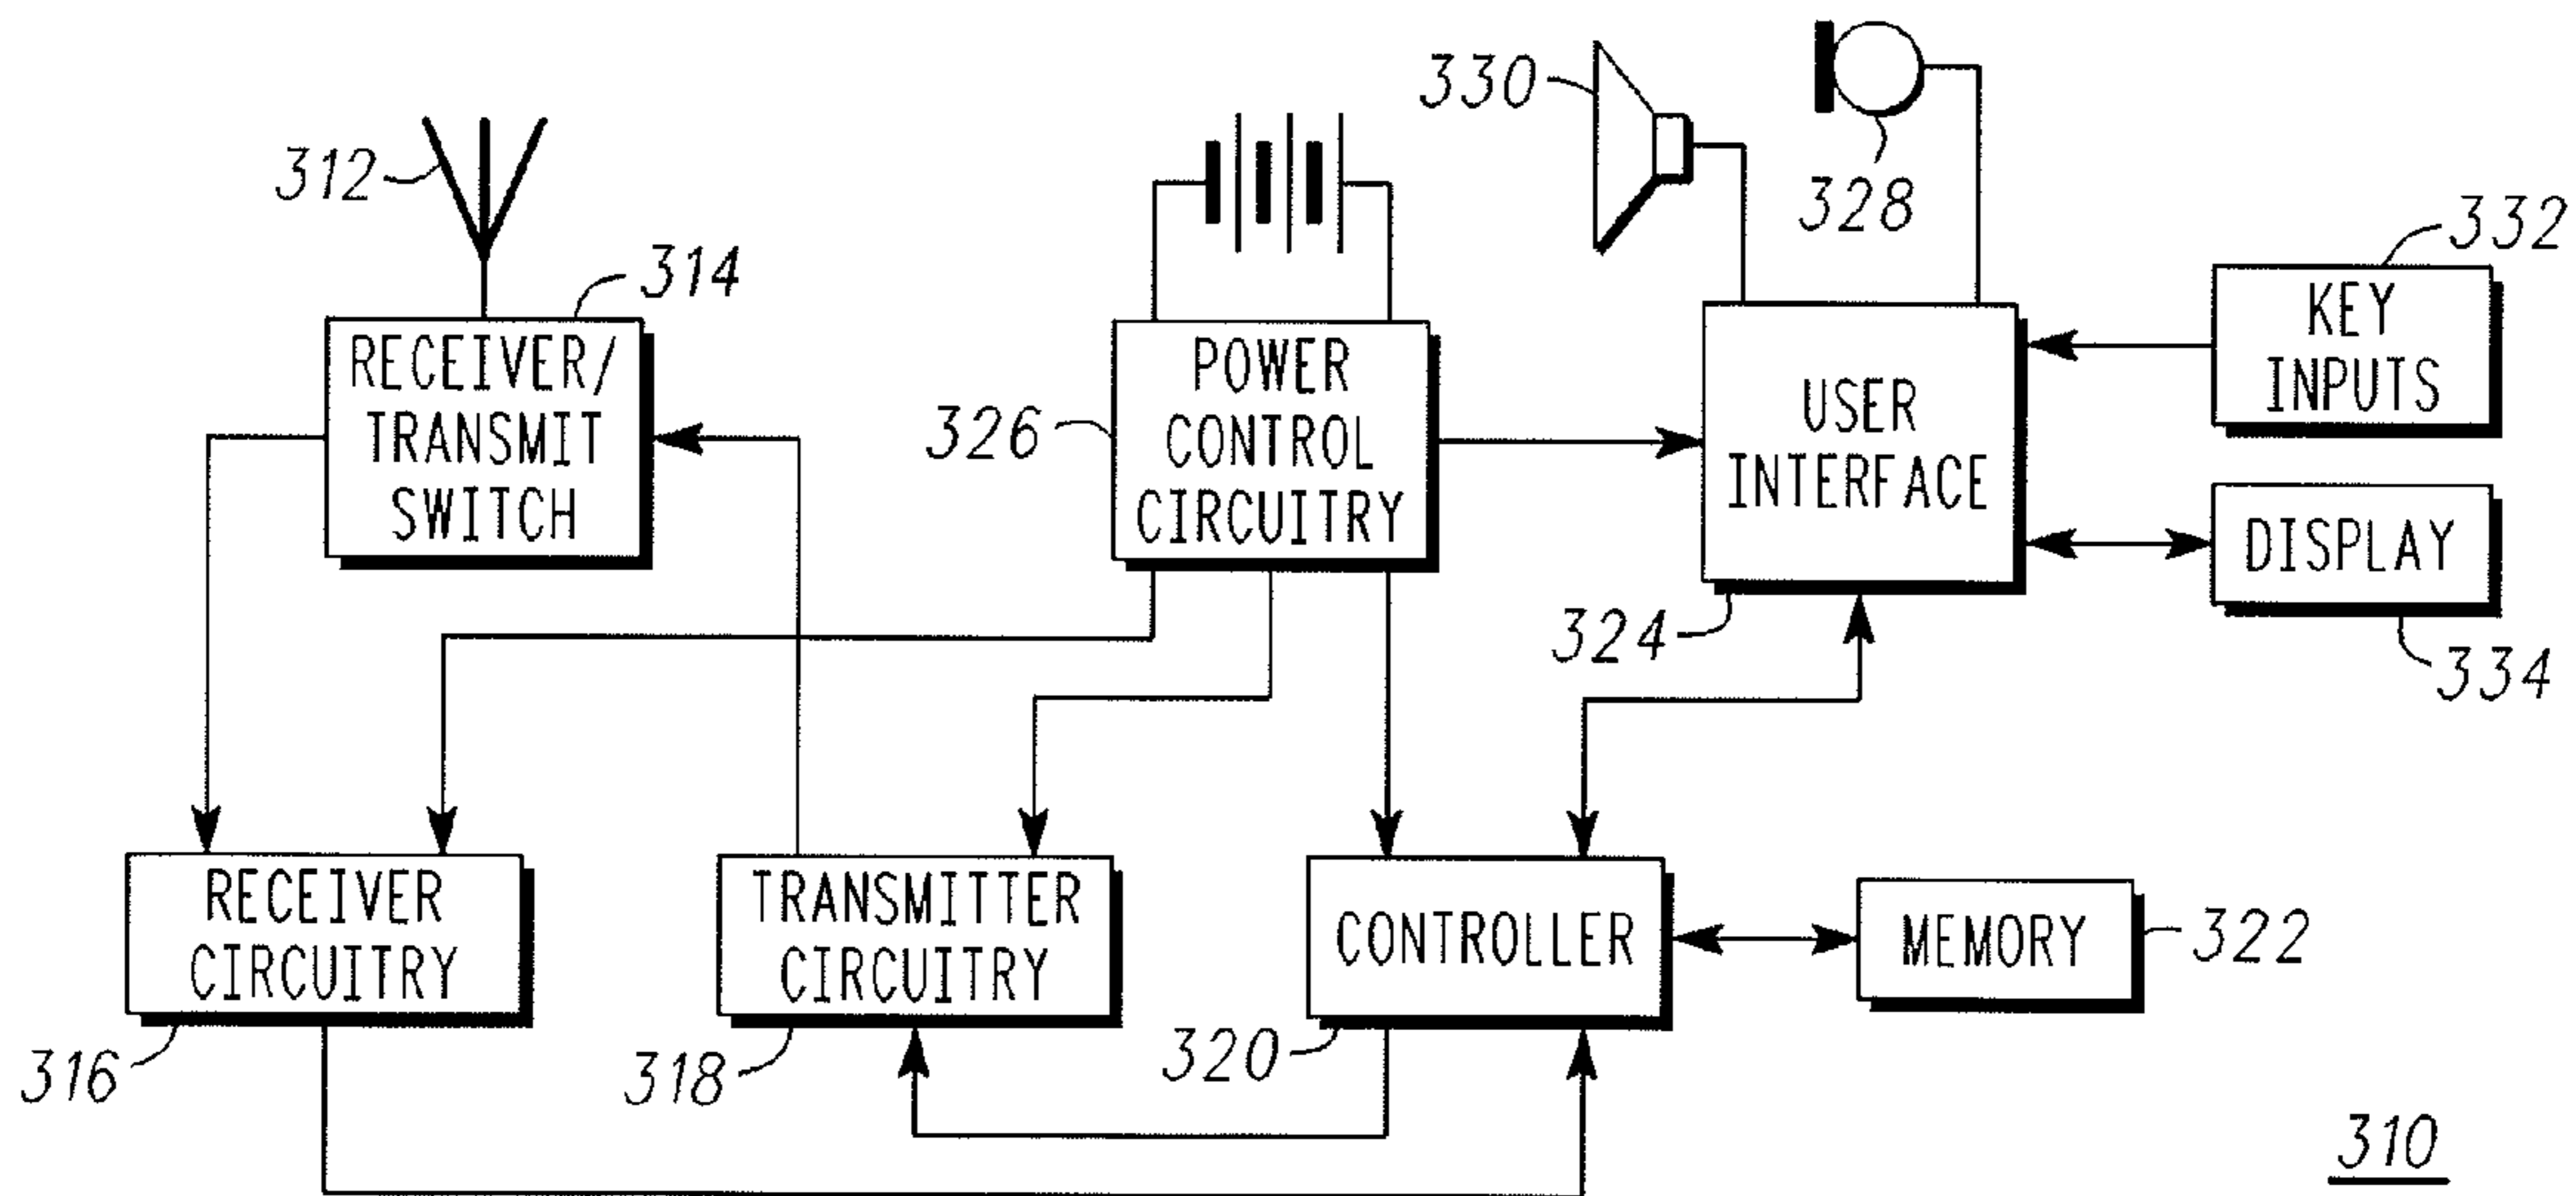 330
328
312
332
314
KEY
INPUTS
RECEIVER/
TRANSMIT
SWITCH
326
POWER
CONTROL
CIRCUITRY
USER
INTERFACE
DISPLAY
324
334
RECEIVER
CIRCUITRY
TRANSMITTER
CIRCUITRY
CONTROLLER
MEMORY
322
316
318
320
310